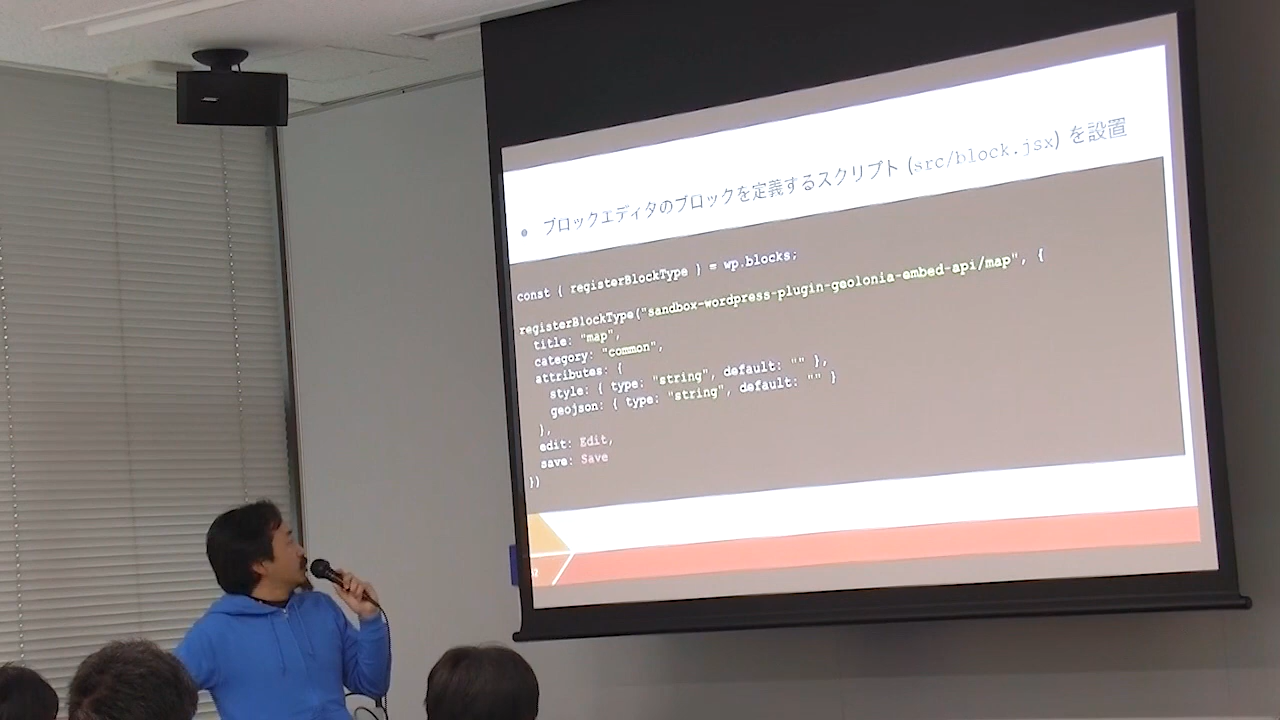 ● ブロックエディタのブロックを定義するスクリプト (src/block.jsx) を設置
const { registerBlockType } = wp.blocks;
registerBlockType("sandbox-wordpress-plugin-geolonia-embed-api/map", {
title: "map",
category: "common",
attributes: {
style: { type: "string", default: "" },
geojson: { type: "string", default: "" }
},
edit: Edit,
save: Save
})